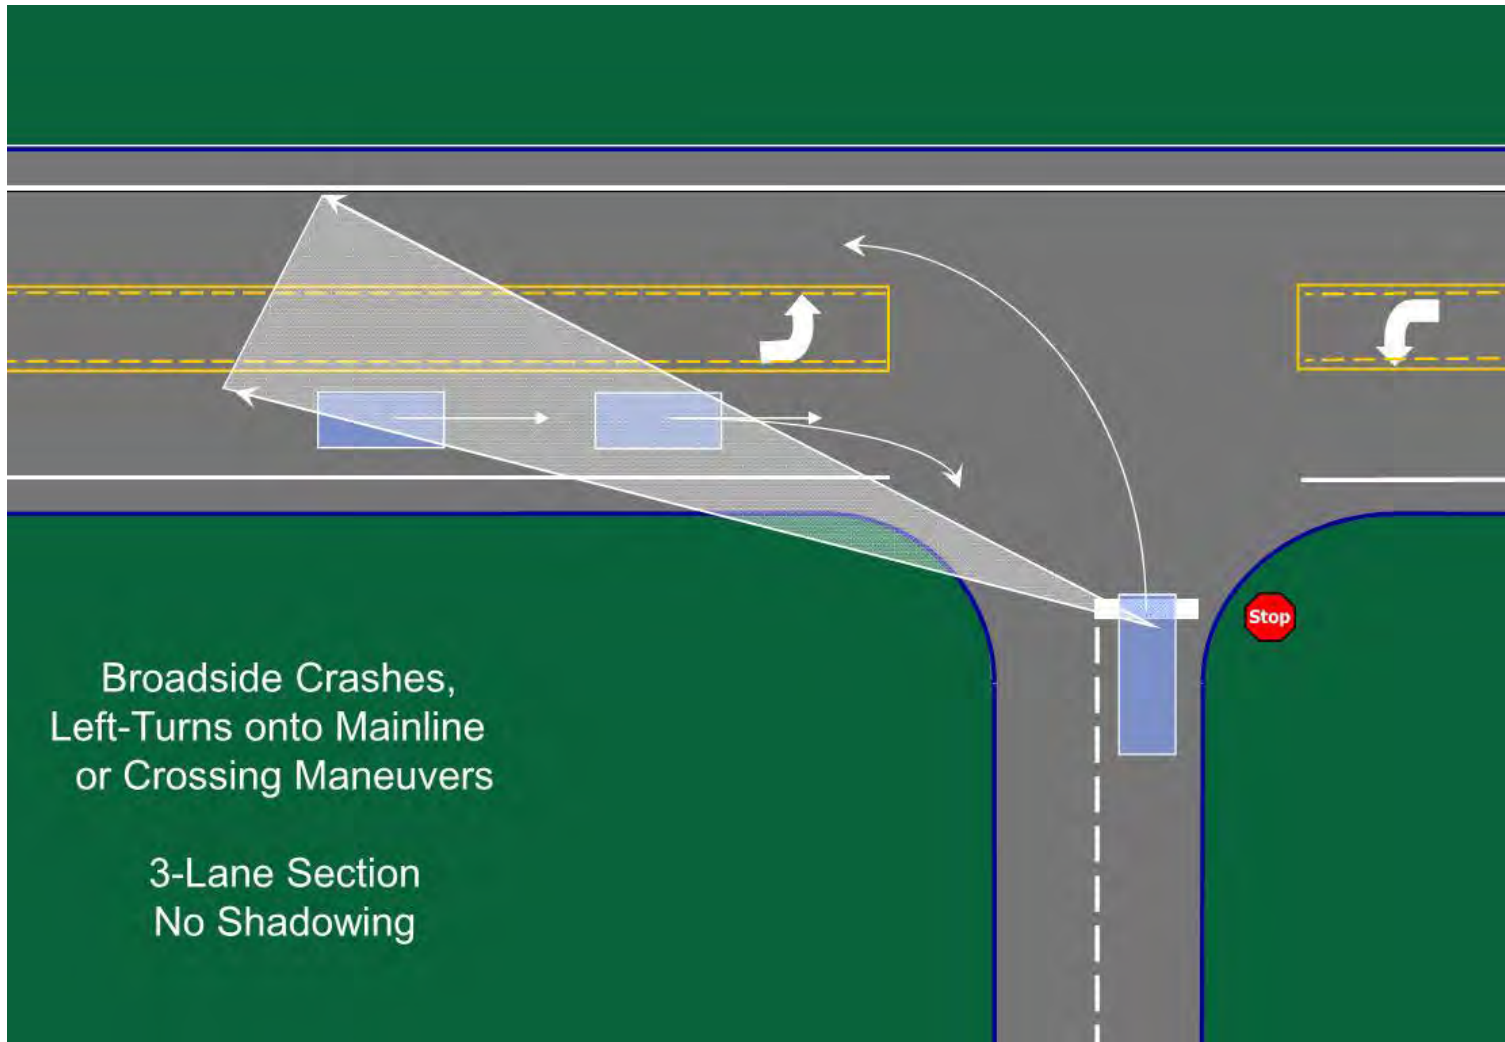 Stop
Broadside Crashes,
Left-Turns onto Mainline
or Crossing Maneuvers
3-Lane Section
No Shadowing